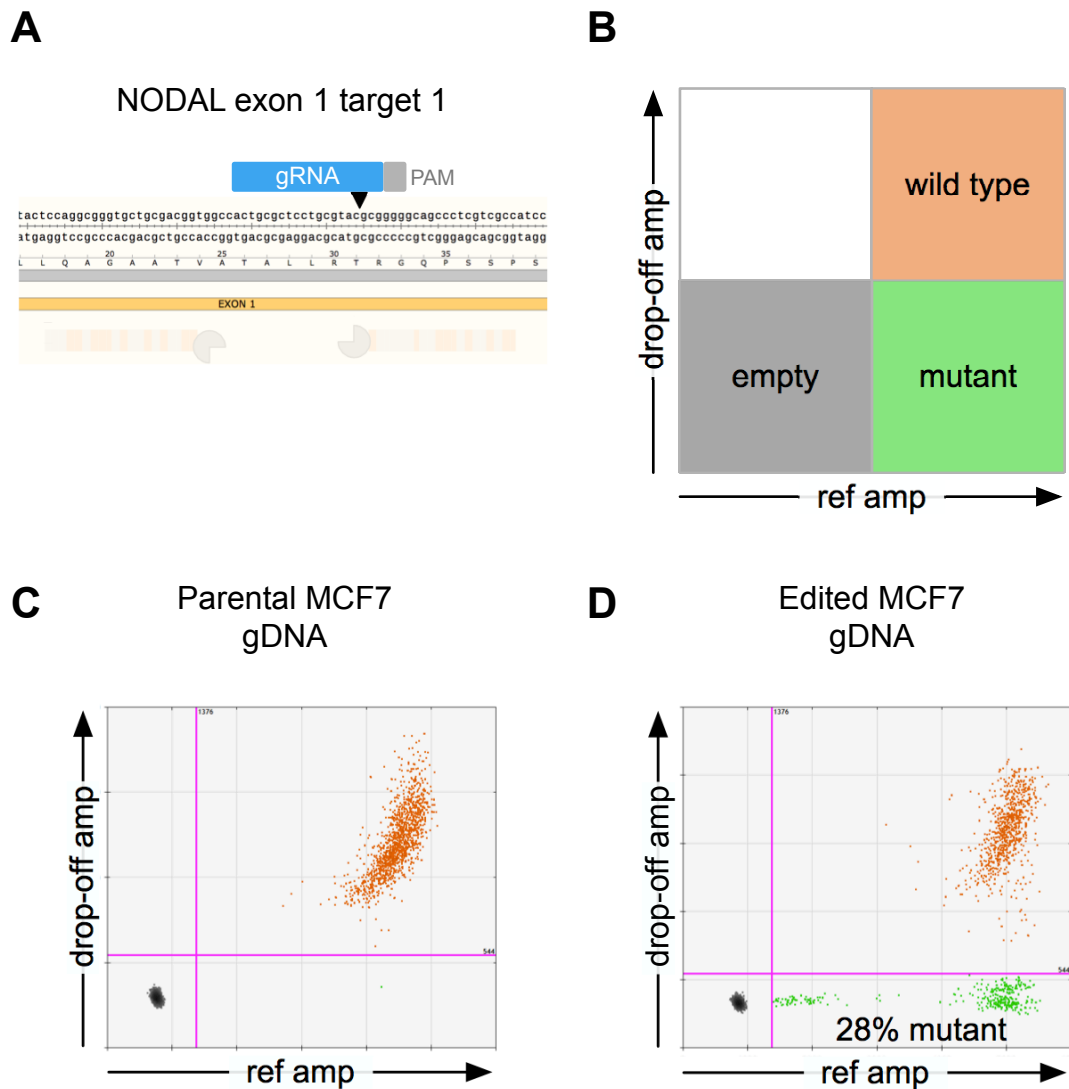 A
NODAL exon 1 target 1
gRNA
PAM
tactccaggcgggtgctgcgacggtggccactgcgctcctgcgtacgcgggggcagccctcgtcgccatcc
atgaggtccgcccacgacgctgccaccggtgacgcgaggacgcatgcgcccccgtcgggagcagcggtagg
20 25 30 35
L L Q A G A A T V A T A L L R T R G Q P S S P S
EXON 1
B
drop-off amp
wild type
empty
mutant
ref amp
C
Parental MCF7
gDNA
1376
drop-off amp
544
ref amp
D
Edited MCF7
gDNA
1376
drop-off amp
544
28% mutant
ref amp